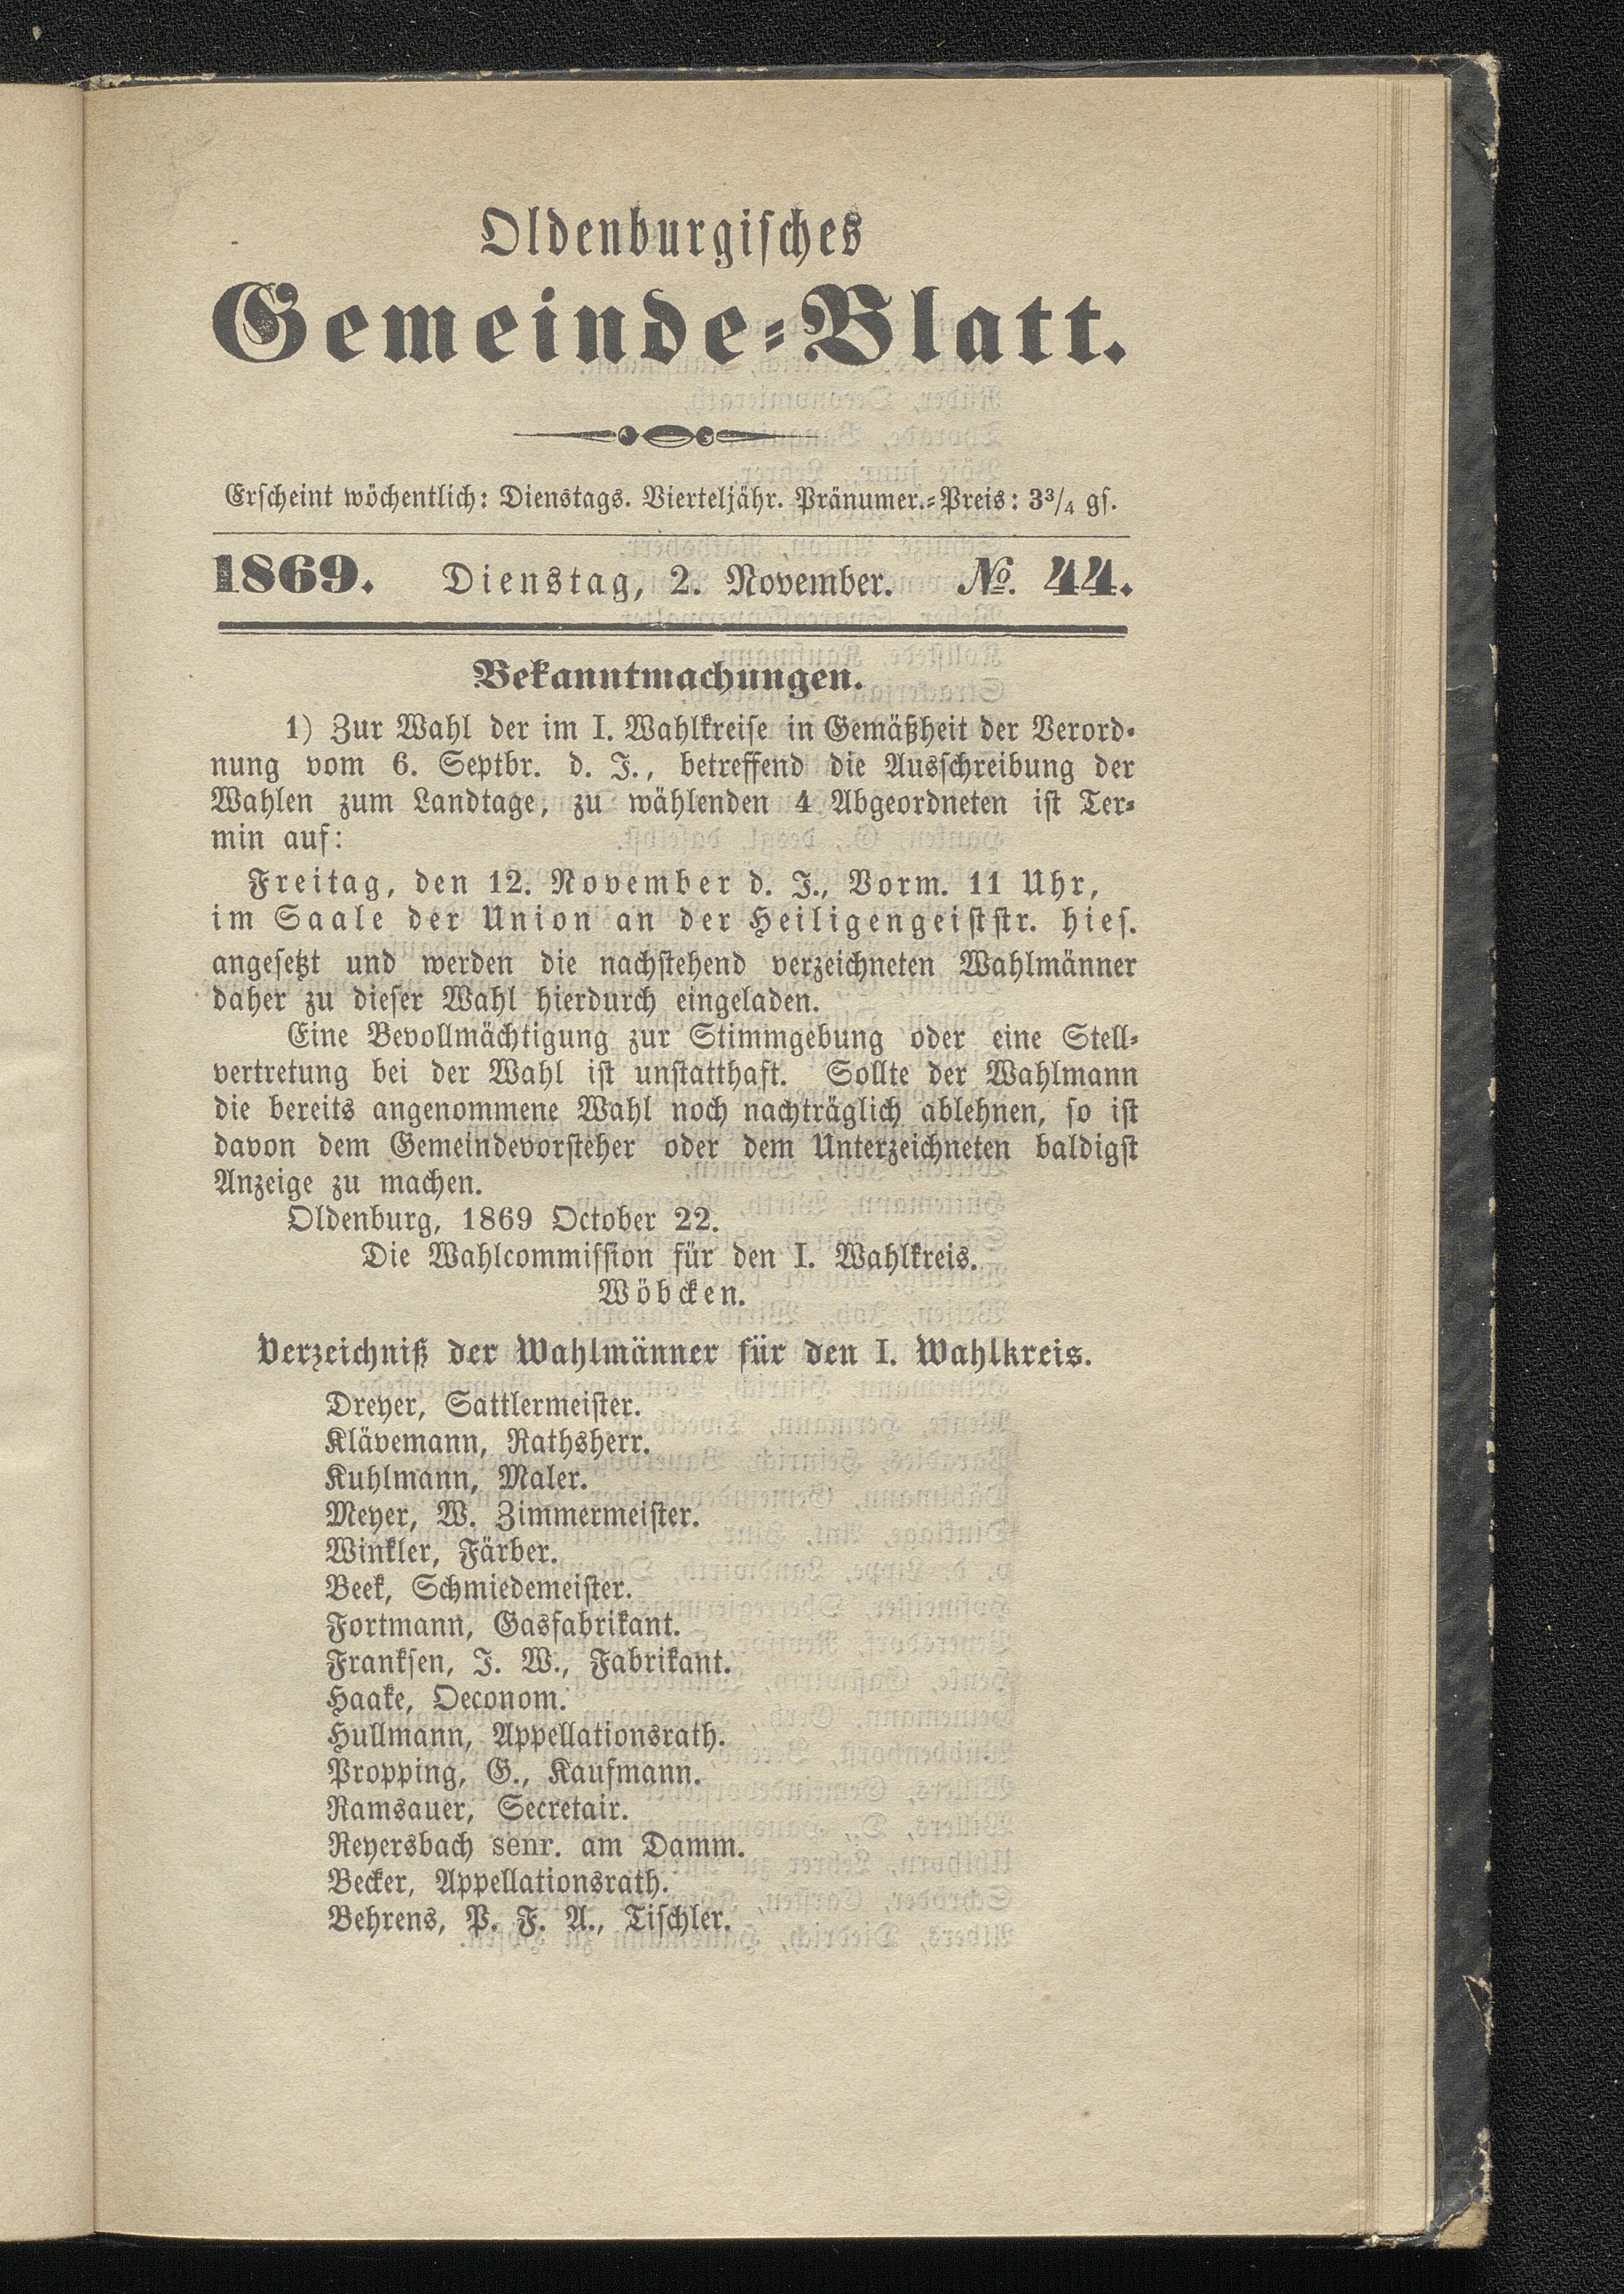 Oldenburgisches
Gemeinde-Blatt.
Erscheint wöchentlich: Dienstags. Vierteljähr. Pränumer.-Preis: 3³/₄ gs.
1869. Dienstag, 2. November. №. 44.
Bekanntmachungen.
1) Zur Wahl der im I. Wahlkreise in Gemäßheit der Verord-
nung vom 6. Septbr. d. J., betreffend die Ausschreibung der
Wahlen zum Landtage, zu wählenden 4 Abgeordneten ist Ter-
min auf:
Freitag, den 12. November d. J., Vorm. 11 Uhr,
im Saale der Union an der Heiligengeiststr. hies.
angesetzt und werden die nachstehend verzeichneten Wahlmänner
daher zu dieser Wahl hierdurch eingeladen.
Eine Bevollmächtigung zur Stimmgebung oder eine Stell-
vertretung bei der Wahl ist unstatthaft. Sollte der Wahlmann
die bereits angenommene Wahl noch nachträglich ablehnen, so ist
davon dem Gemeindevorsteher oder dem Unterzeichneten baldigst
Anzeige zu machen.
Oldenburg, 1869 October 22.
Die Wahlcommission für den I. Wahlkreis.
Wöbcken.
Verzeichniß der Wahlmänner für den I. Wahlkreis.
Dreyer, Sattlermeister.
Klävemann, Rathsherr.
Kuhlmann, Maler.
Meyer, W. Zimmermeister.
Winkler, Färber.
Beek, Schmiedemeister.
Fortmann, Gasfabrikant.
Franksen, J. W., Fabrikant.
Haake, Oeconom.
Hullmann, Appellationsrath.
Propping, G., Kaufmann.
Ramsauer, Secretair.
Reyersbach senr. am Damm.
Becker, Appellationsrath.
Behrens, P. F. A., Tischler.